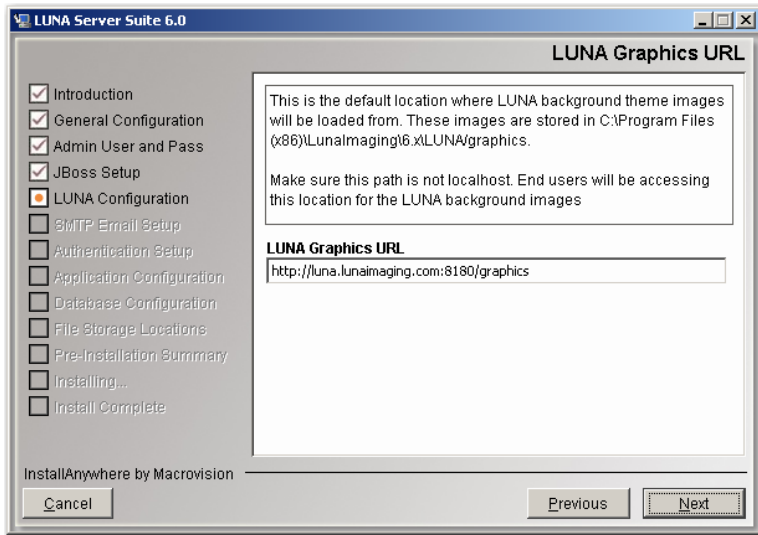 LUNA Server Suite 6.0
LUNA Graphics URL
Introduction
General Configuration
Admin User and Pass
JBoss Setup
LUNA Configuration
SMTP Email Setup
Authentication Setup
Application Configuration
Database Configuration
File Storage Locations
Pre-Installation Summary
Installing...
Install Complete
This is the default location where LUNA background theme images
will be loaded from. These images are stored in C:\Program Files
(x86)\LunaImaging\6.x\LUNA/graphics.
Make sure this path is not localhost. End users will be accessing
this location for the LUNA background images
LUNA Graphics URL
http://luna.lunaimaging.com:8180/graphics
InstallAnywhere by Macrovision
Cancel
Previous
Next